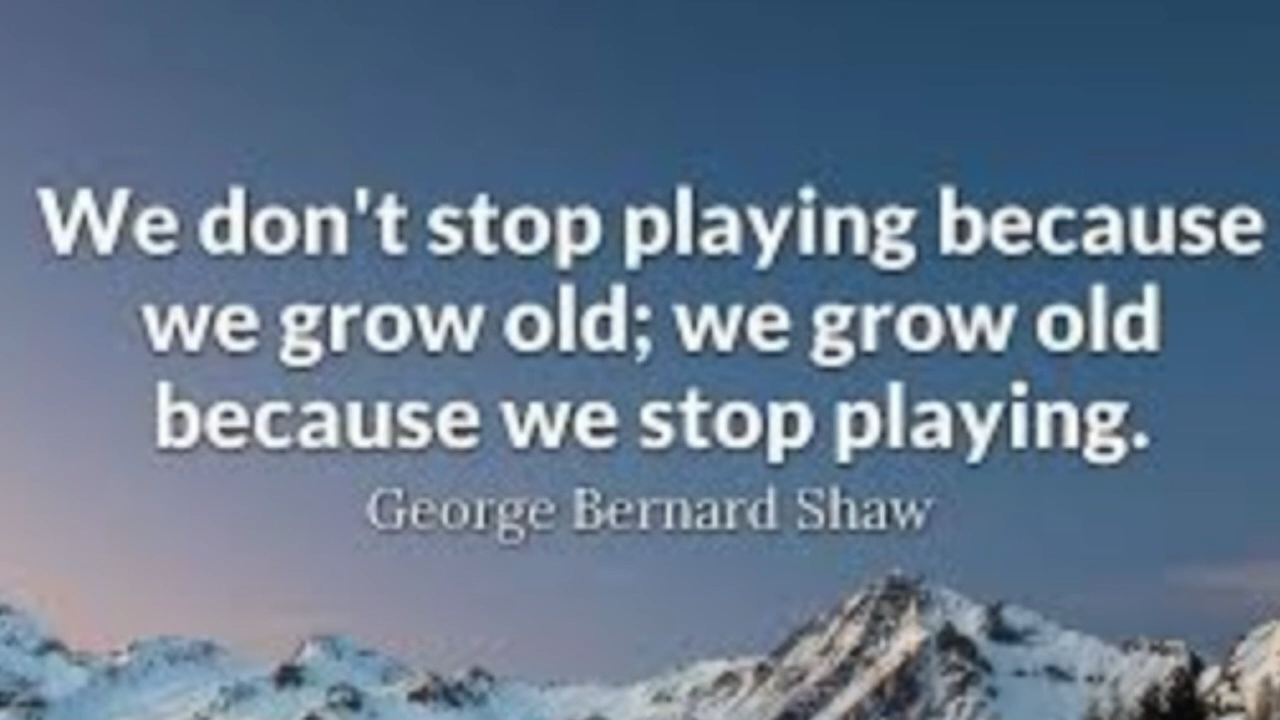 We don't stop playing because
we grow old; we grow old
because we stop playing.
George Bernard Shaw